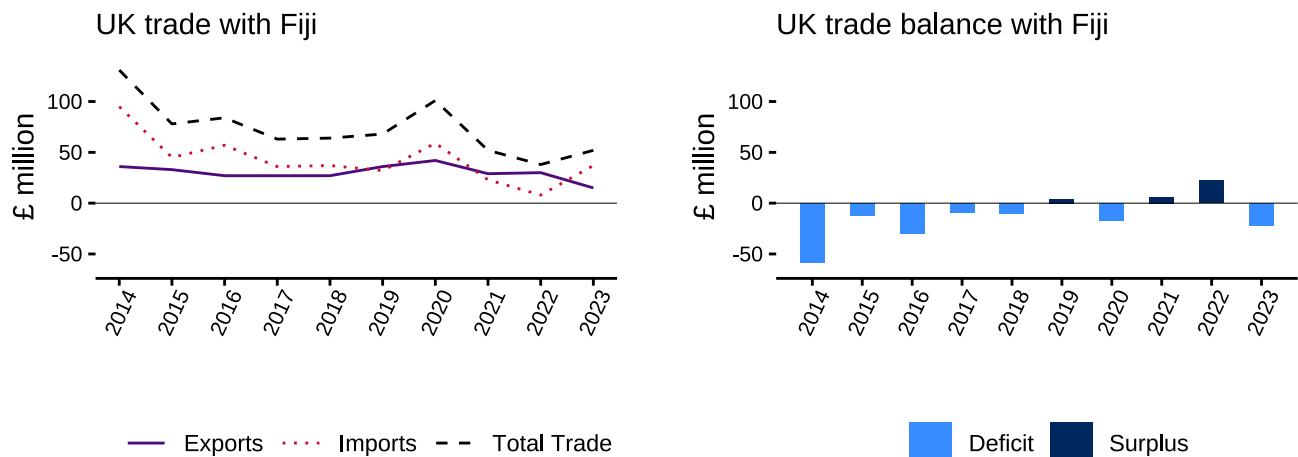 UK trade with Fiji
£ million
100
50
0
-50
2014 2015 2016 2017 2018 2019 2020 2021 2022 2023
Exports Imports Total Trade
UK trade balance with Fiji
£ million
100
50
0
-50
2014 2015 2016 2017 2018 2019 2020 2021 2022 2023
Deficit Surplus